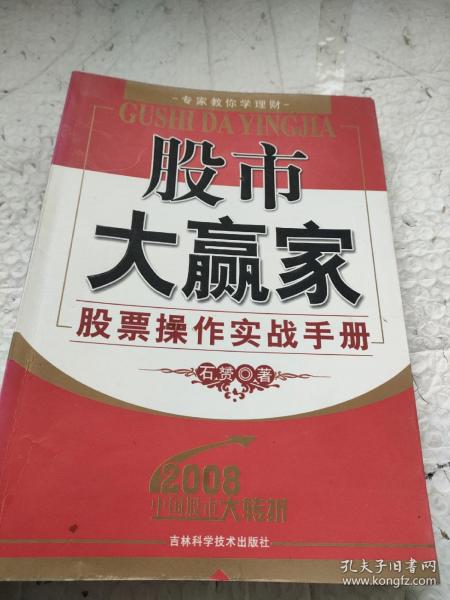 -专家教你学理财-
GUSHI DA YINGJIA
股市
大赢家
股票操作实战手册
石赟◎著
2008
中国股市大转折
吉林科学技术出版社
孔夫子旧书网
www.kongfz.com